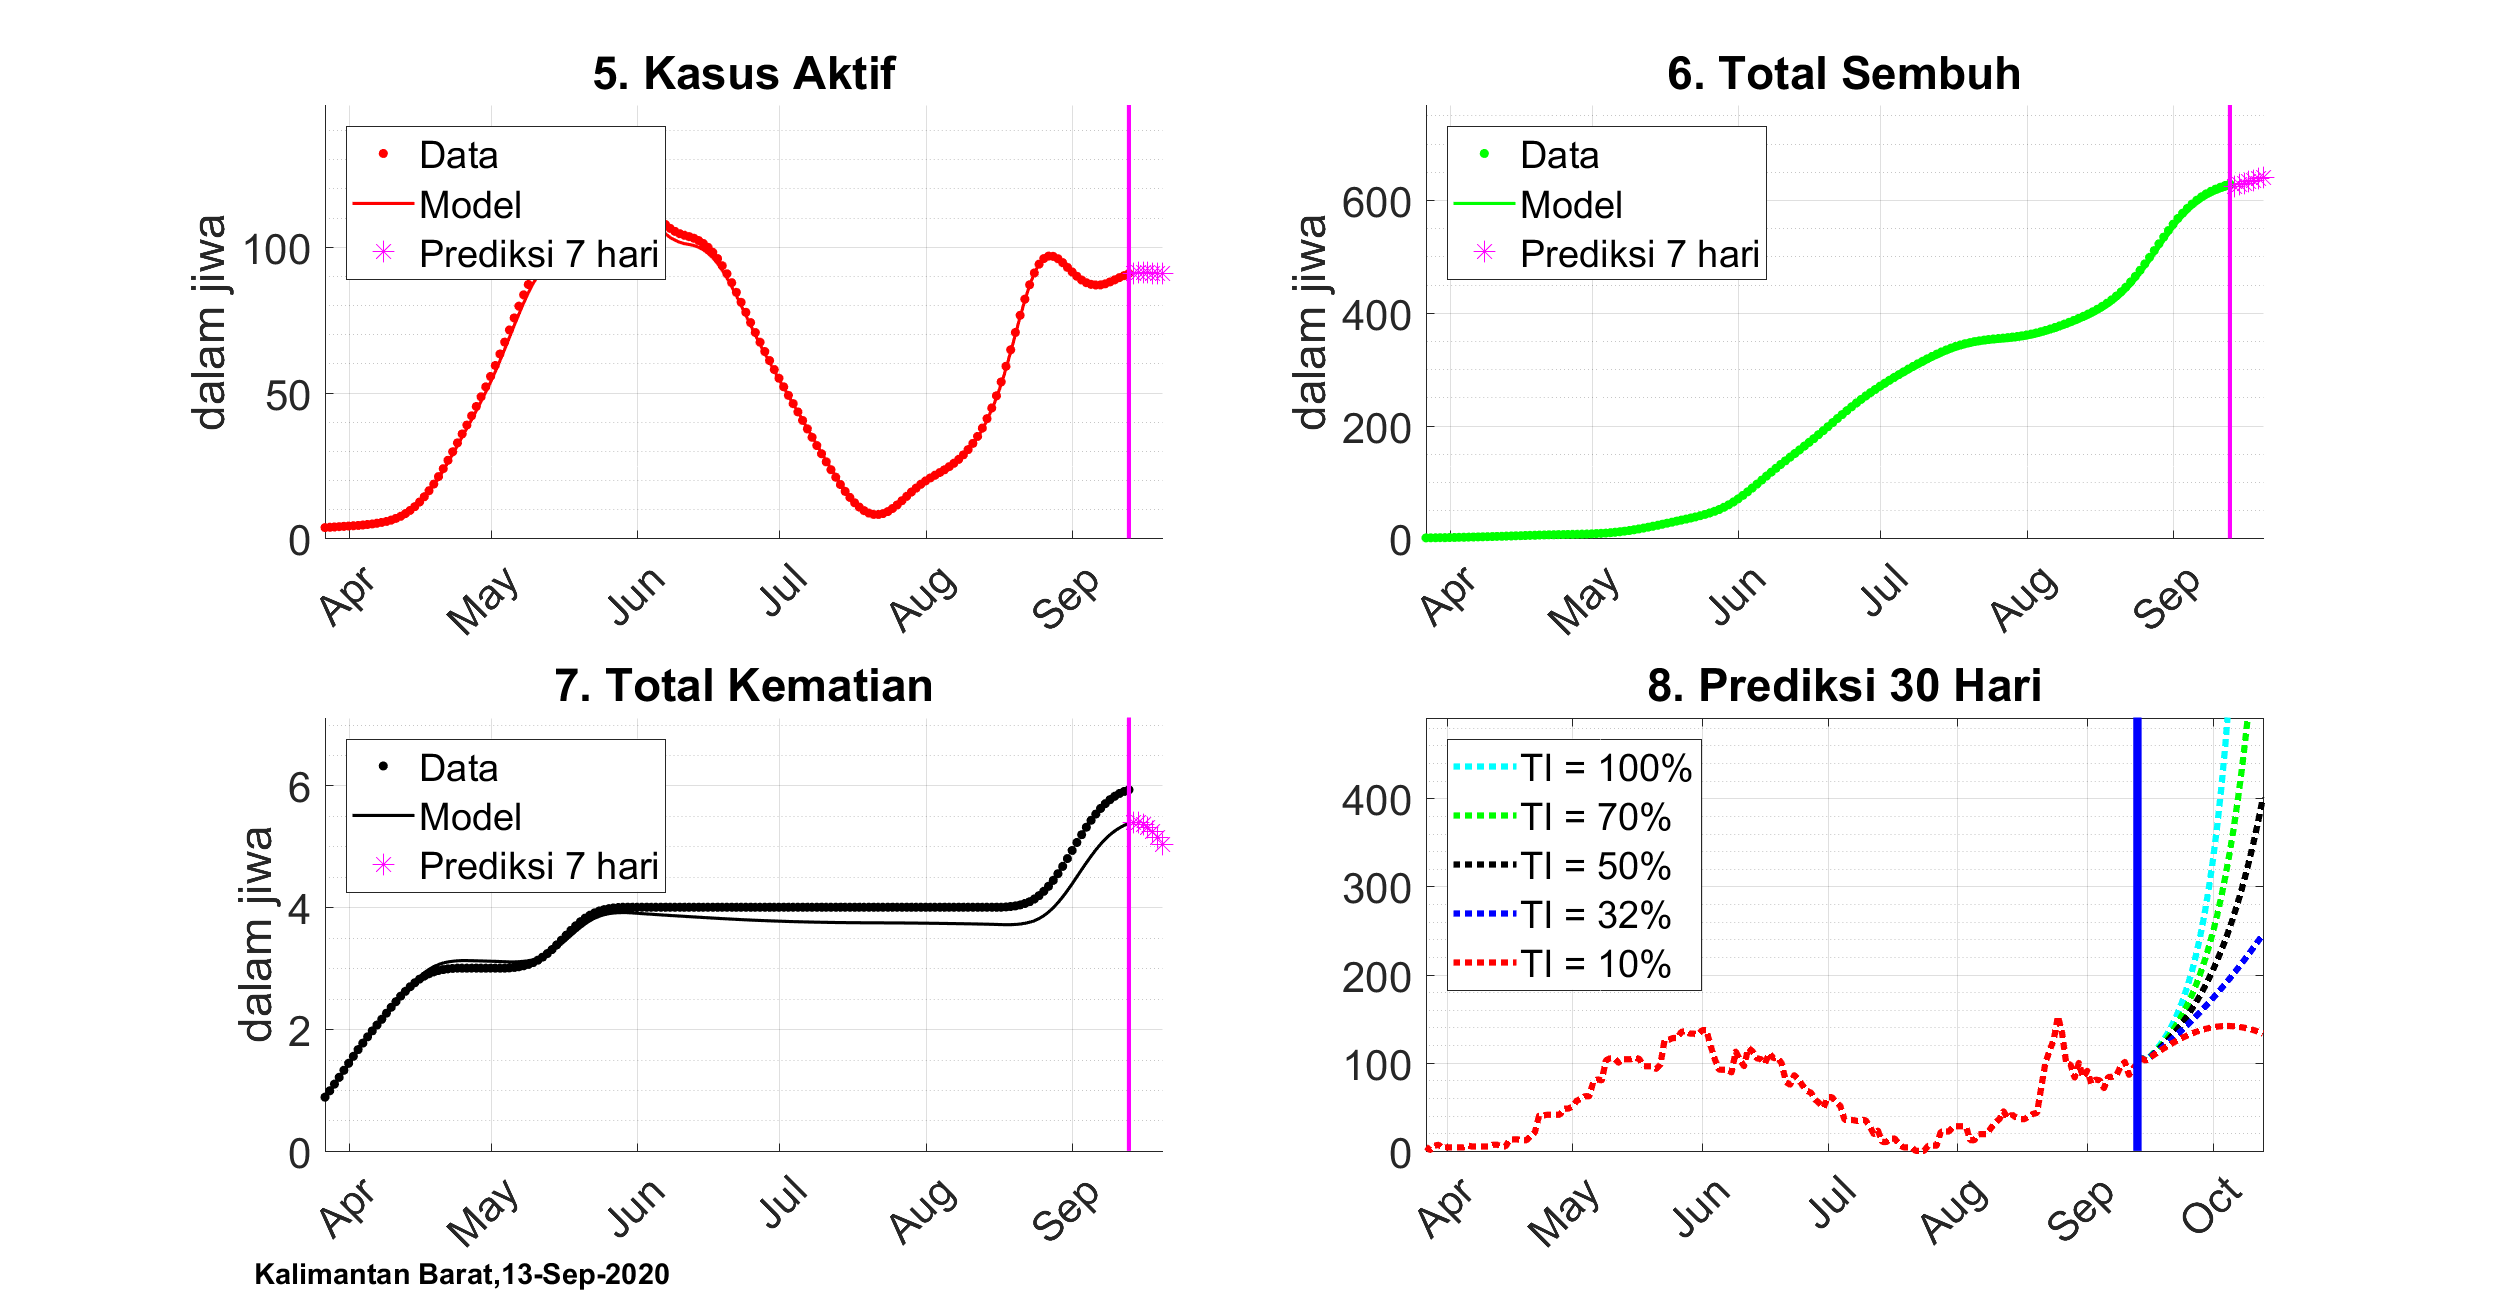 5. Kasus Aktif
dalam jiwa
100
50
0
Data
Model
Prediksi 7 hari
Apr May Jun Jul Aug Sep
6. Total Sembuh
dalam jiwa
600
400
200
0
Data
Model
Prediksi 7 hari
Apr May Jun Jul Aug Sep
7. Total Kematian
dalam jiwa
6
4
2
0
Data
Model
Prediksi 7 hari
Apr May Jun Jul Aug Sep
8. Prediksi 30 Hari
400
300
200
100
0
TI = 100%
TI = 70%
TI = 50%
TI = 32%
TI = 10%
Apr May Jun Jul Aug Sep Oct
Kalimantan Barat,13-Sep-2020